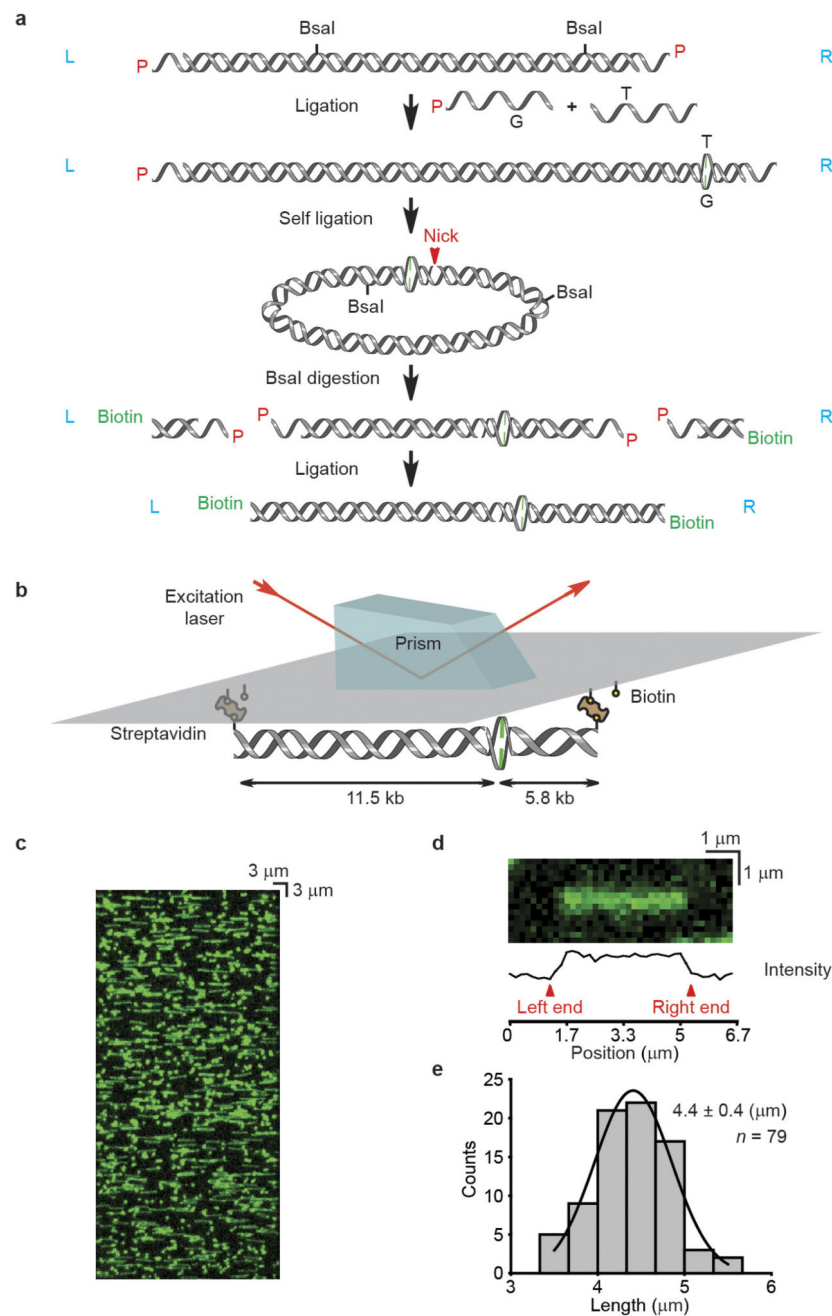 a
BsaI BsaI
L P P R
Ligation P G + T
L P T R
G
Self ligation
Nick
BsaI BsaI
BsaI digestion
L Biotin P P P P Biotin R
Ligation
L Biotin Biotin R
b
Excitation
laser
Prism
Streptavidin Biotin
11.5 kb 5.8 kb
c
3 μm
3 μm
d
1 μm
1 μm
Intensity
Left end Right end
0 1.7 3.3 5 6.7
Position (μm)
e
25
20
15
10
5
0
Counts
4.4 ± 0.4 (μm)
n = 79
3 4 5 6
Length (μm)